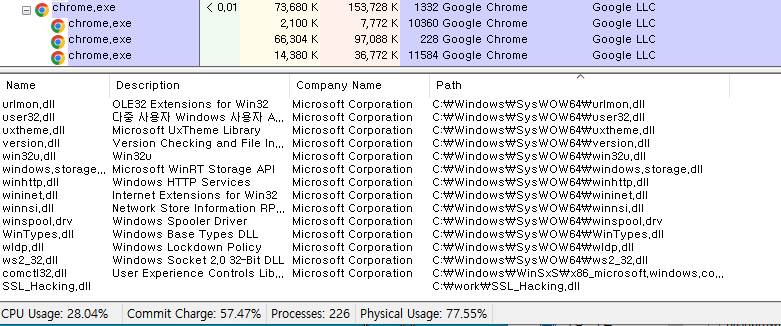 chrome.exe < 0.01 73,680 K 153,728 K 1332 Google Chrome Google LLC
chrome.exe 2,100 K 7,772 K 10360 Google Chrome Google LLC
chrome.exe 66,304 K 97,088 K 228 Google Chrome Google LLC
chrome.exe 14,380 K 36,772 K 11584 Google Chrome Google LLC
Name Description Company Name Path
urlmon.dll OLE32 Extensions for Win32 Microsoft Corporation C:₩Windows₩SysWOW64₩urlmon.dll
user32.dll 다중 사용자 Windows 사용자 A... Microsoft Corporation C:₩Windows₩SysWOW64₩user32.dll
uxtheme.dll Microsoft UxTheme Library Microsoft Corporation C:₩Windows₩SysWOW64₩uxtheme.dll
version.dll Version Checking and File In... Microsoft Corporation C:₩Windows₩SysWOW64₩version.dll
win32u.dll Win32u Microsoft Corporation C:₩Windows₩SysWOW64₩win32u.dll
windows.storage... Microsoft WinRT Storage API Microsoft Corporation C:₩Windows₩SysWOW64₩windows.storage.dll
winhttp.dll Windows HTTP Services Microsoft Corporation C:₩Windows₩SysWOW64₩winhttp.dll
wininet.dll Internet Extensions for Win32 Microsoft Corporation C:₩Windows₩SysWOW64₩wininet.dll
winnsi.dll Network Store Information RP... Microsoft Corporation C:₩Windows₩SysWOW64₩winnsi.dll
winspool.drv Windows Spooler Driver Microsoft Corporation C:₩Windows₩SysWOW64₩winspool.drv
WinTypes.dll Windows Base Types DLL Microsoft Corporation C:₩Windows₩SysWOW64₩WinTypes.dll
wldp.dll Windows Lockdown Policy Microsoft Corporation C:₩Windows₩SysWOW64₩wldp.dll
ws2_32.dll Windows Socket 2.0 32-Bit DLL Microsoft Corporation C:₩Windows₩SysWOW64₩ws2_32.dll
comctl32.dll User Experience Controls Lib... Microsoft Corporation C:₩Windows₩WinSxS₩x86_microsoft.windows.co...
SSL_Hacking.dll C:₩work₩SSL_Hacking.dll
CPU Usage: 28.04% Commit Charge: 57.47% Processes: 226 Physical Usage: 77.55%